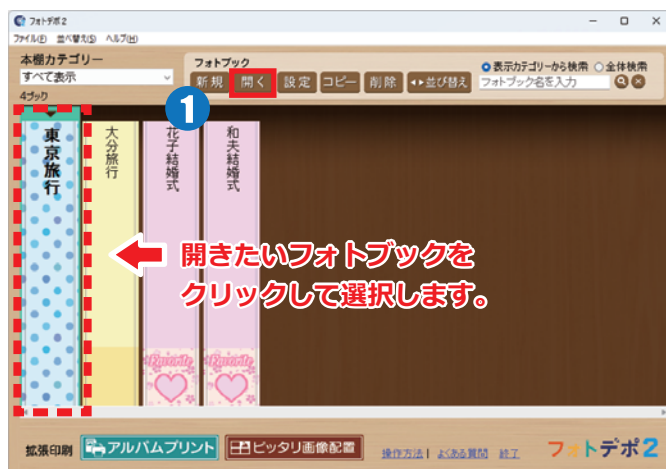 フォトデポ2
ファイル(F) 並べ替え(S) ヘルプ(H)
本棚カテゴリー
すべて表示
4ブック
フォトブック
新規 開く 設定 コピー 削除 並び替え
表示カテゴリーから検索 全体検索
フォトブック名を入力
1
東京旅行
大分旅行
花子結婚式
和夫結婚式
開きたいフォトブックを
クリックして選択します。
Favorite
Favorite
拡張印刷 アルバムプリント ピッタリ画像配置 操作方法 | よくある質問 終了 フォトデポ2